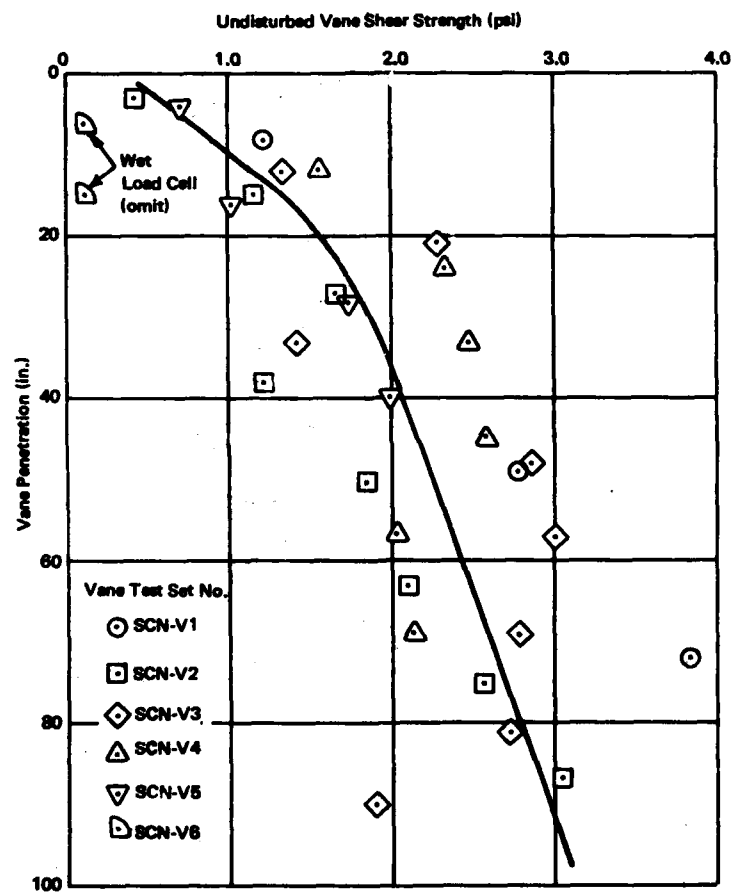 Undisturbed Vane Shear Strength (psi)
0 1.0 2.0 3.0 4.0
0
20
40
60
80
100
Vane Penetration (in.)
Wet
Load Cell
(omit)
Vane Test Set No.
SCN-V1
SCN-V2
SCN-V3
SCN-V4
SCN-V5
SCN-V6